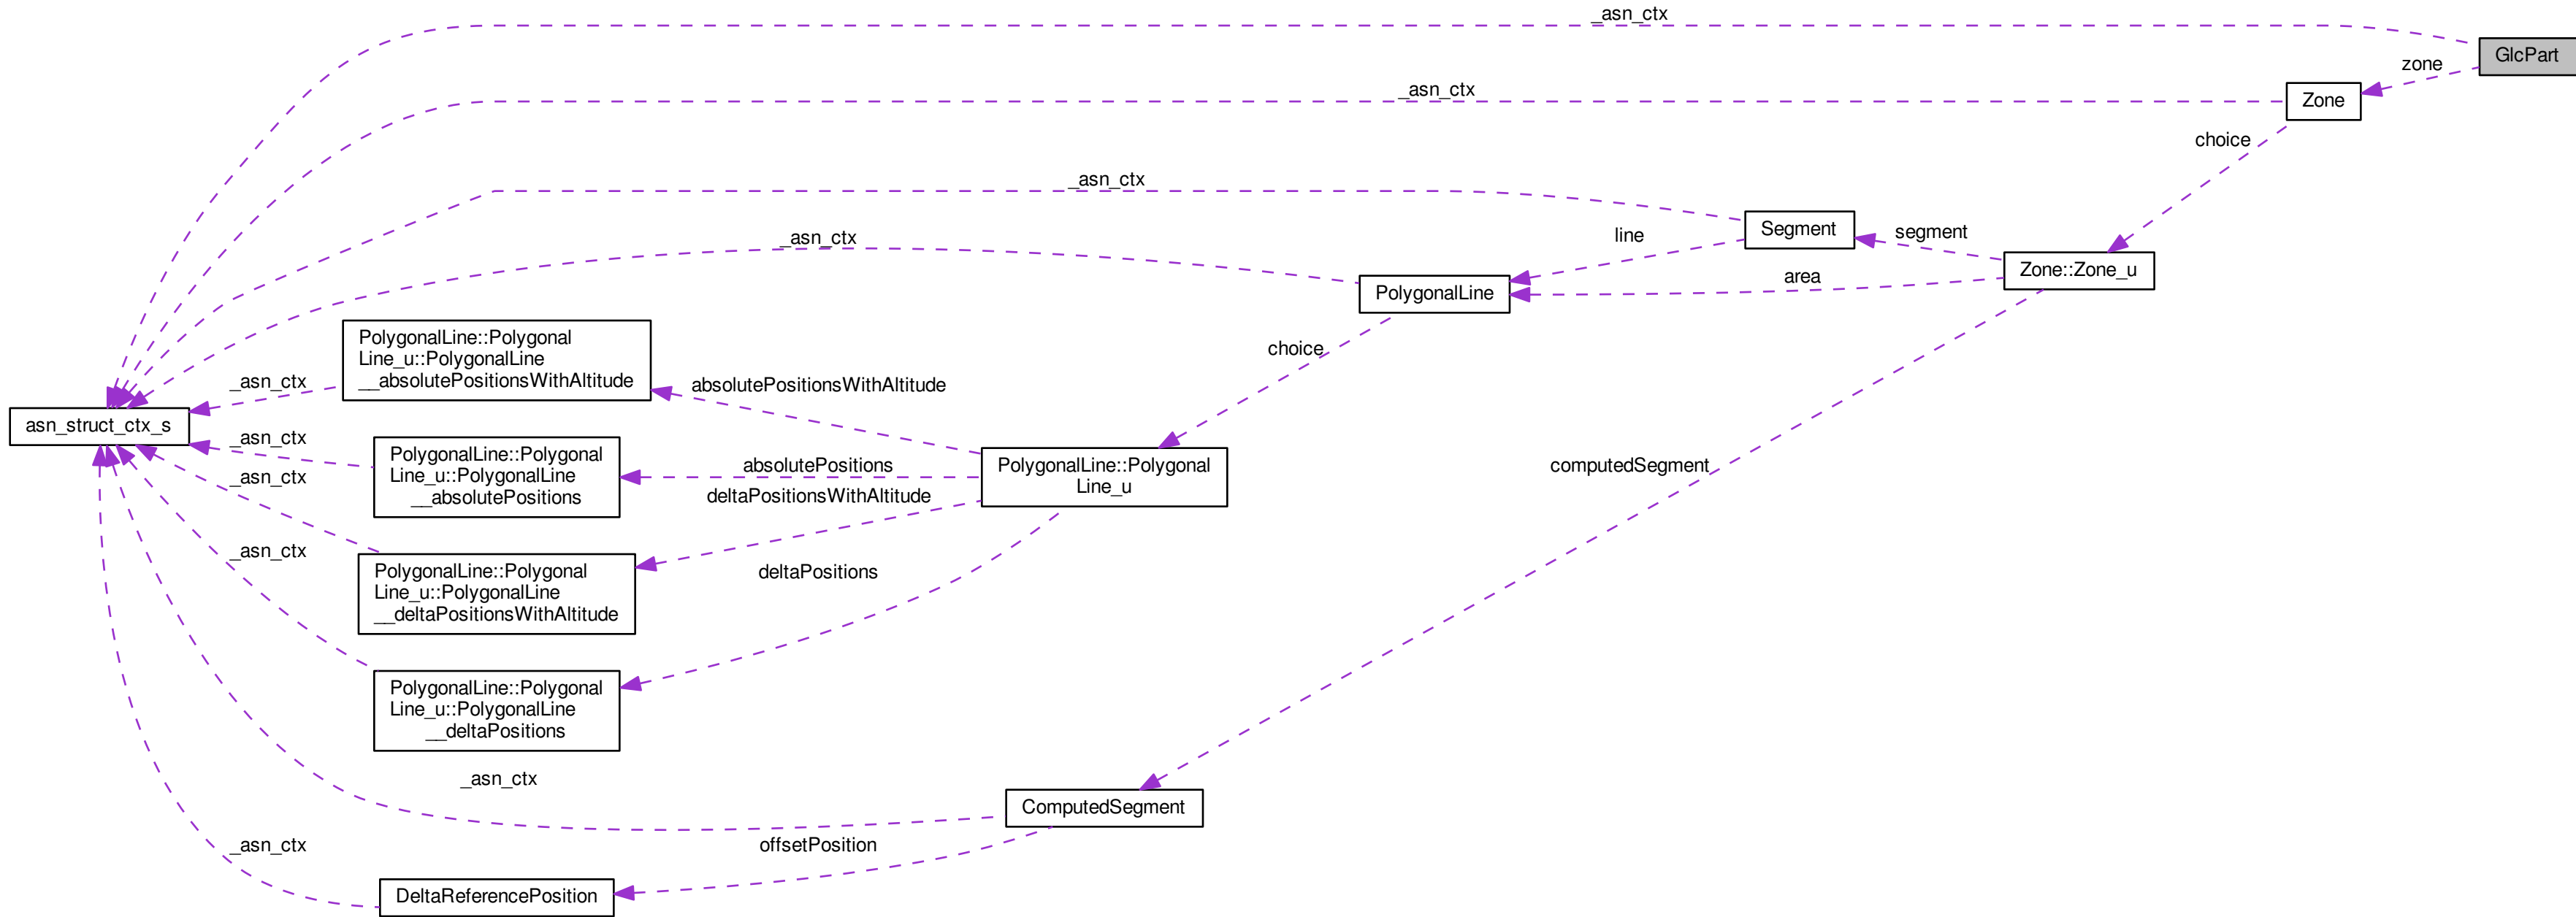 _asn_ctx
GlcPart
zone
_asn_ctx
Zone
choice
_asn_ctx
Segment
segment
line
_asn_ctx
Zone::Zone_u
area
PolygonalLine
PolygonalLine::Polygonal
Line_u::PolygonalLine
__absolutePositionsWithAltitude
choice
_asn_ctx
absolutePositionsWithAltitude
asn_struct_ctx_s
_asn_ctx
PolygonalLine::Polygonal
Line_u::PolygonalLine
__absolutePositions
absolutePositions
PolygonalLine::Polygonal
Line_u
computedSegment
_asn_ctx
deltaPositionsWithAltitude
_asn_ctx
PolygonalLine::Polygonal
Line_u::PolygonalLine
__deltaPositionsWithAltitude
deltaPositions
PolygonalLine::Polygonal
Line_u::PolygonalLine
__deltaPositions
_asn_ctx
ComputedSegment
_asn_ctx
offsetPosition
DeltaReferencePosition